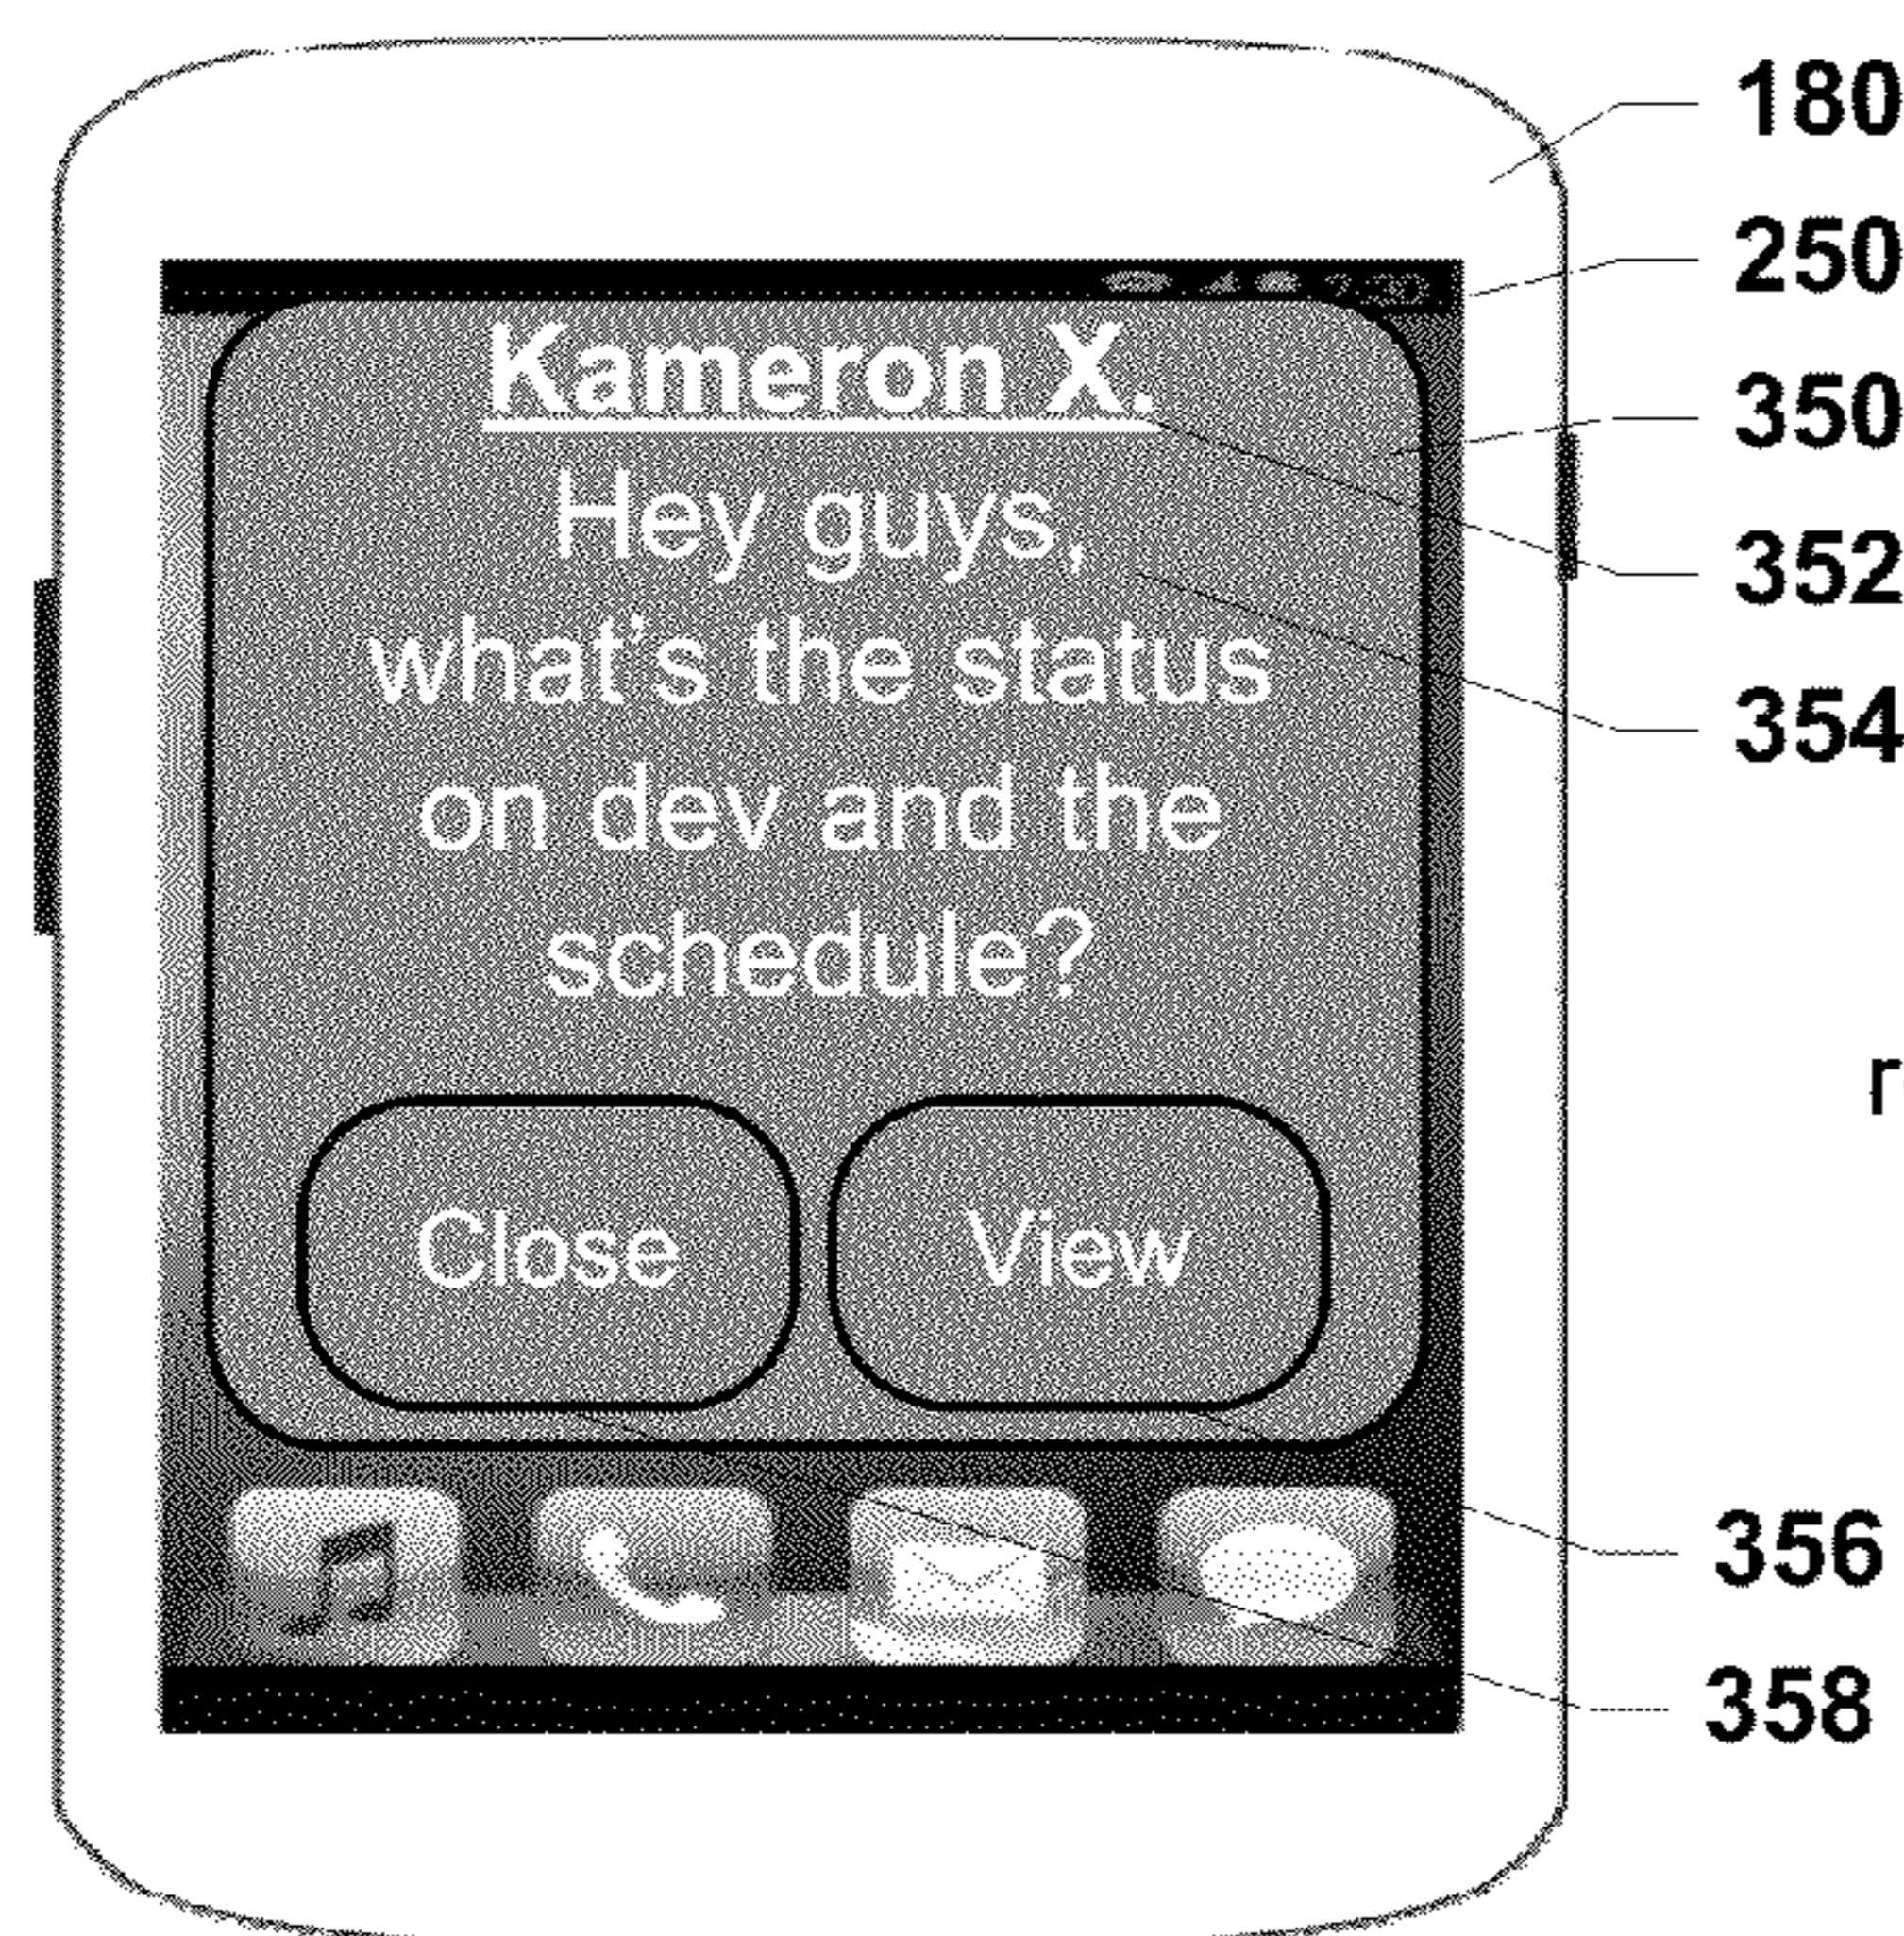 180
250
Kameron X.
350
Hey guys,
352
what's the status
354
on dev and the
schedule?
r
Close View
356
358